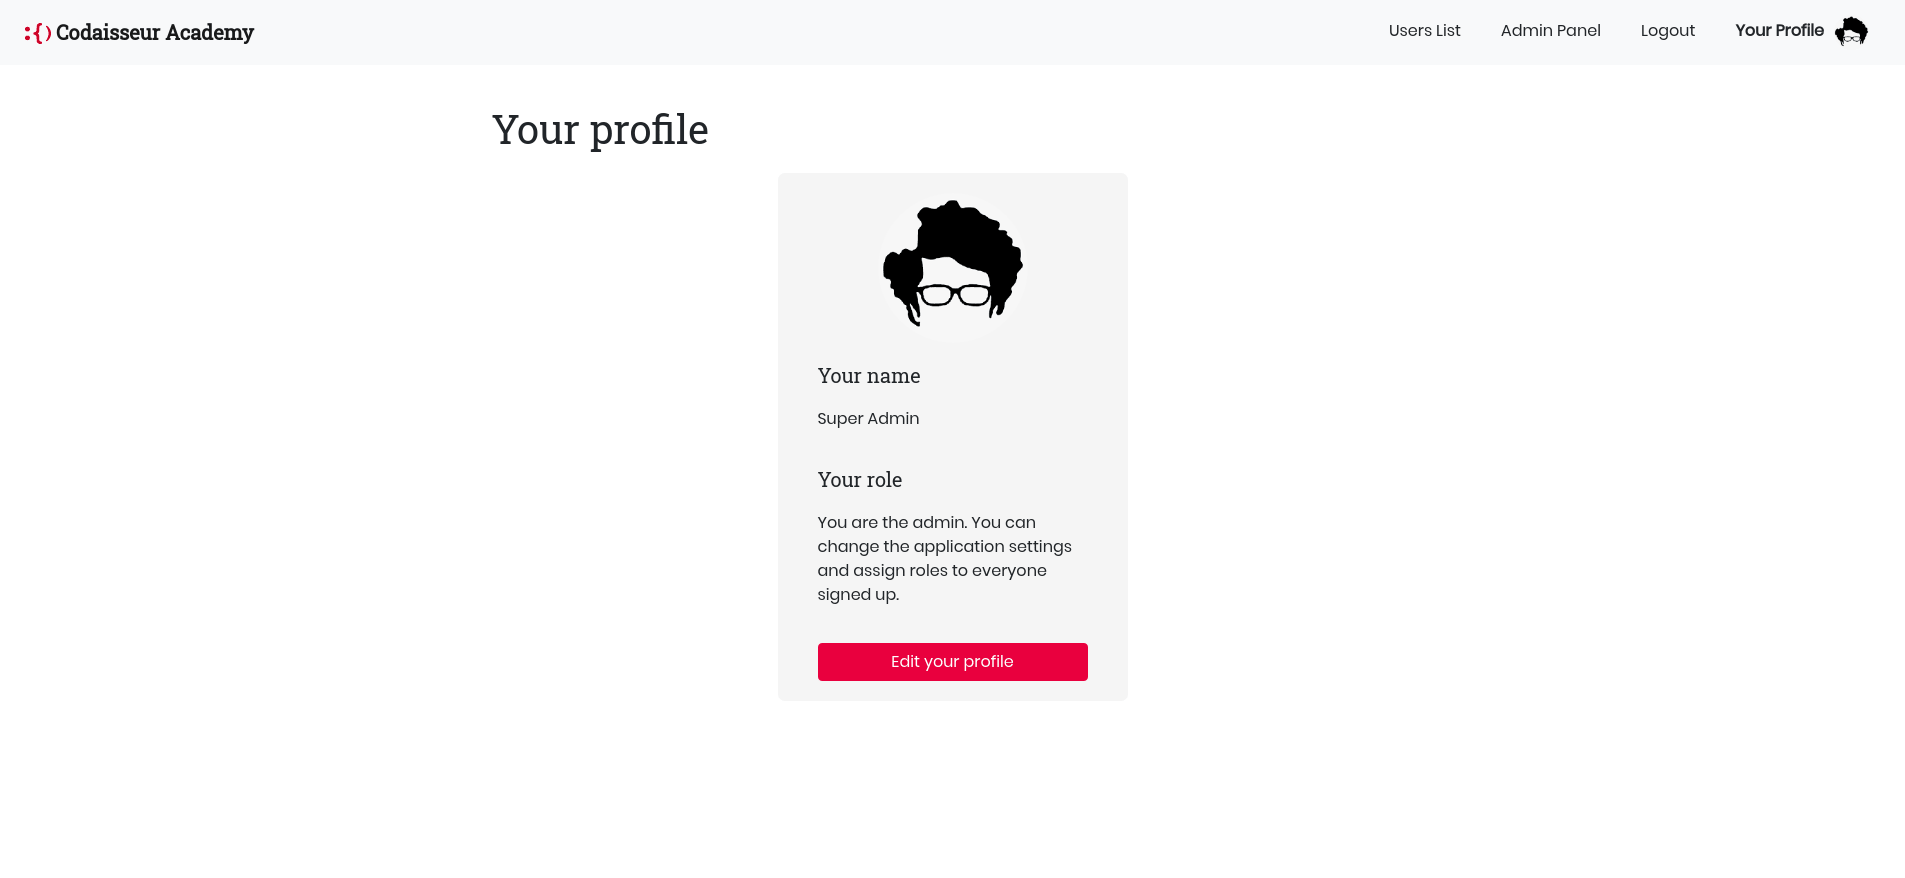 :{) Codaisseur Academy
Users List
Admin Panel
Logout
Your Profile
Your profile
Your name
Super Admin
Your role
You are the admin. You can
change the application settings
and assign roles to everyone
signed up.
Edit your profile